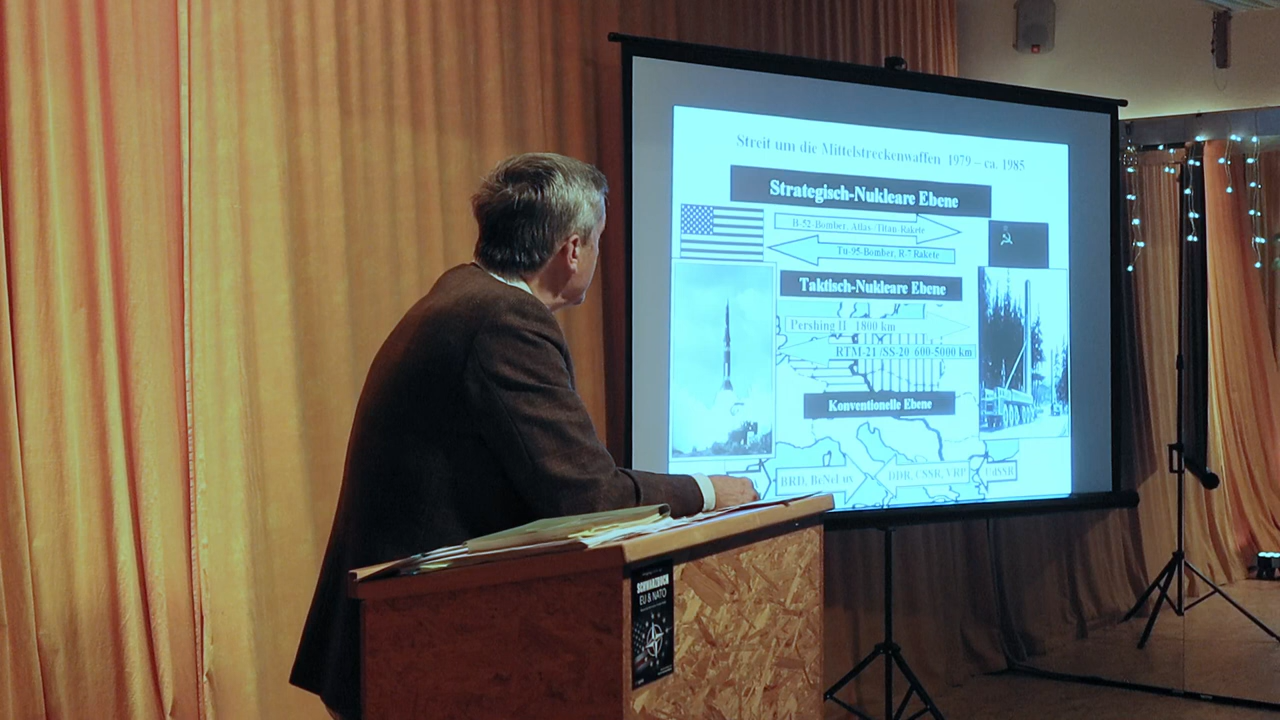 Streit um die Mittelstreckenwaffen 1979 – ca. 1985
Strategisch-Nukleare Ebene
B-52-Bomber, Atlas/Titan-Rakete
Tu-95-Bomber, R-7 Rakete
Taktisch-Nukleare Ebene
Pershing II 1800 km
RTM-21 /SS-20 600-5000 km
Konventionelle Ebene
BRD, BeNeLux
DDR, CSSR, VRP
UdSSR
SCHWARZBUCH
EU & NATO